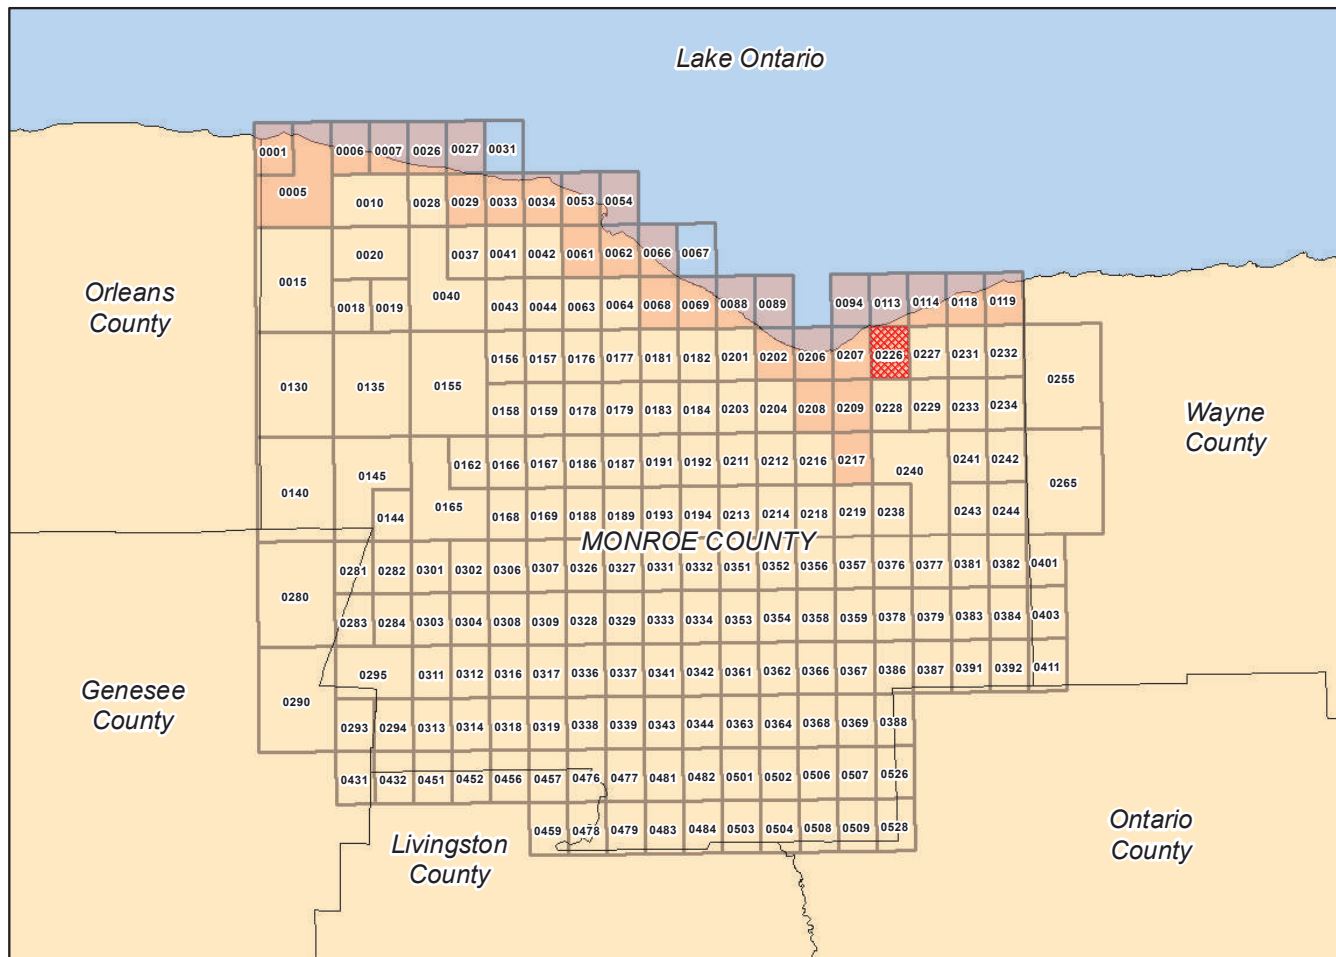 Lake Ontario
0001
0006 0007 0026 0027 0031
0005
0010 0028 0029 0033 0034 0053 0054
0015
0020
0037 0041 0042 0061 0062 0066 0067
Orleans
County
0018 0019
0040
0043 0044 0063 0064 0068 0069 0088 0089 0094 0113 0114 0118 0119
0130 0135 0155
0156 0157 0176 0177 0181 0182 0201 0202 0206 0207 0226 0227 0231 0232
0255
0158 0159 0178 0179 0183 0184 0203 0204 0208 0209 0228 0229 0233 0234
Wayne
County
0145
0162 0166 0167 0186 0187 0191 0192 0211 0212 0216 0217
0240
0241 0242
0140
0144
0165
0168 0169 0188 0189 0193 0194 0213 0214 0218 0219 0238
0243 0244
0265
MONROE COUNTY
0280
0281 0282 0301 0302 0306 0307 0326 0327 0331 0332 0351 0352 0356 0357 0376 0377 0381 0382 0401
0283 0284 0303 0304 0308 0309 0328 0329 0333 0334 0353 0354 0358 0359 0378 0379 0383 0384 0403
Genesee
County
0290
0295 0311 0312 0316 0317 0336 0337 0341 0342 0361 0362 0366 0367 0386 0387 0391 0392 0411
0293 0294 0313 0314 0318 0319 0338 0339 0343 0344 0363 0364 0368 0369 0388
0431 0432 0451 0452 0456 0457 0476 0477 0481 0482 0501 0502 0506 0507 0526
0459 0478 0479 0483 0484 0503 0504 0508 0509 0528
Livingston
County
Ontario
County